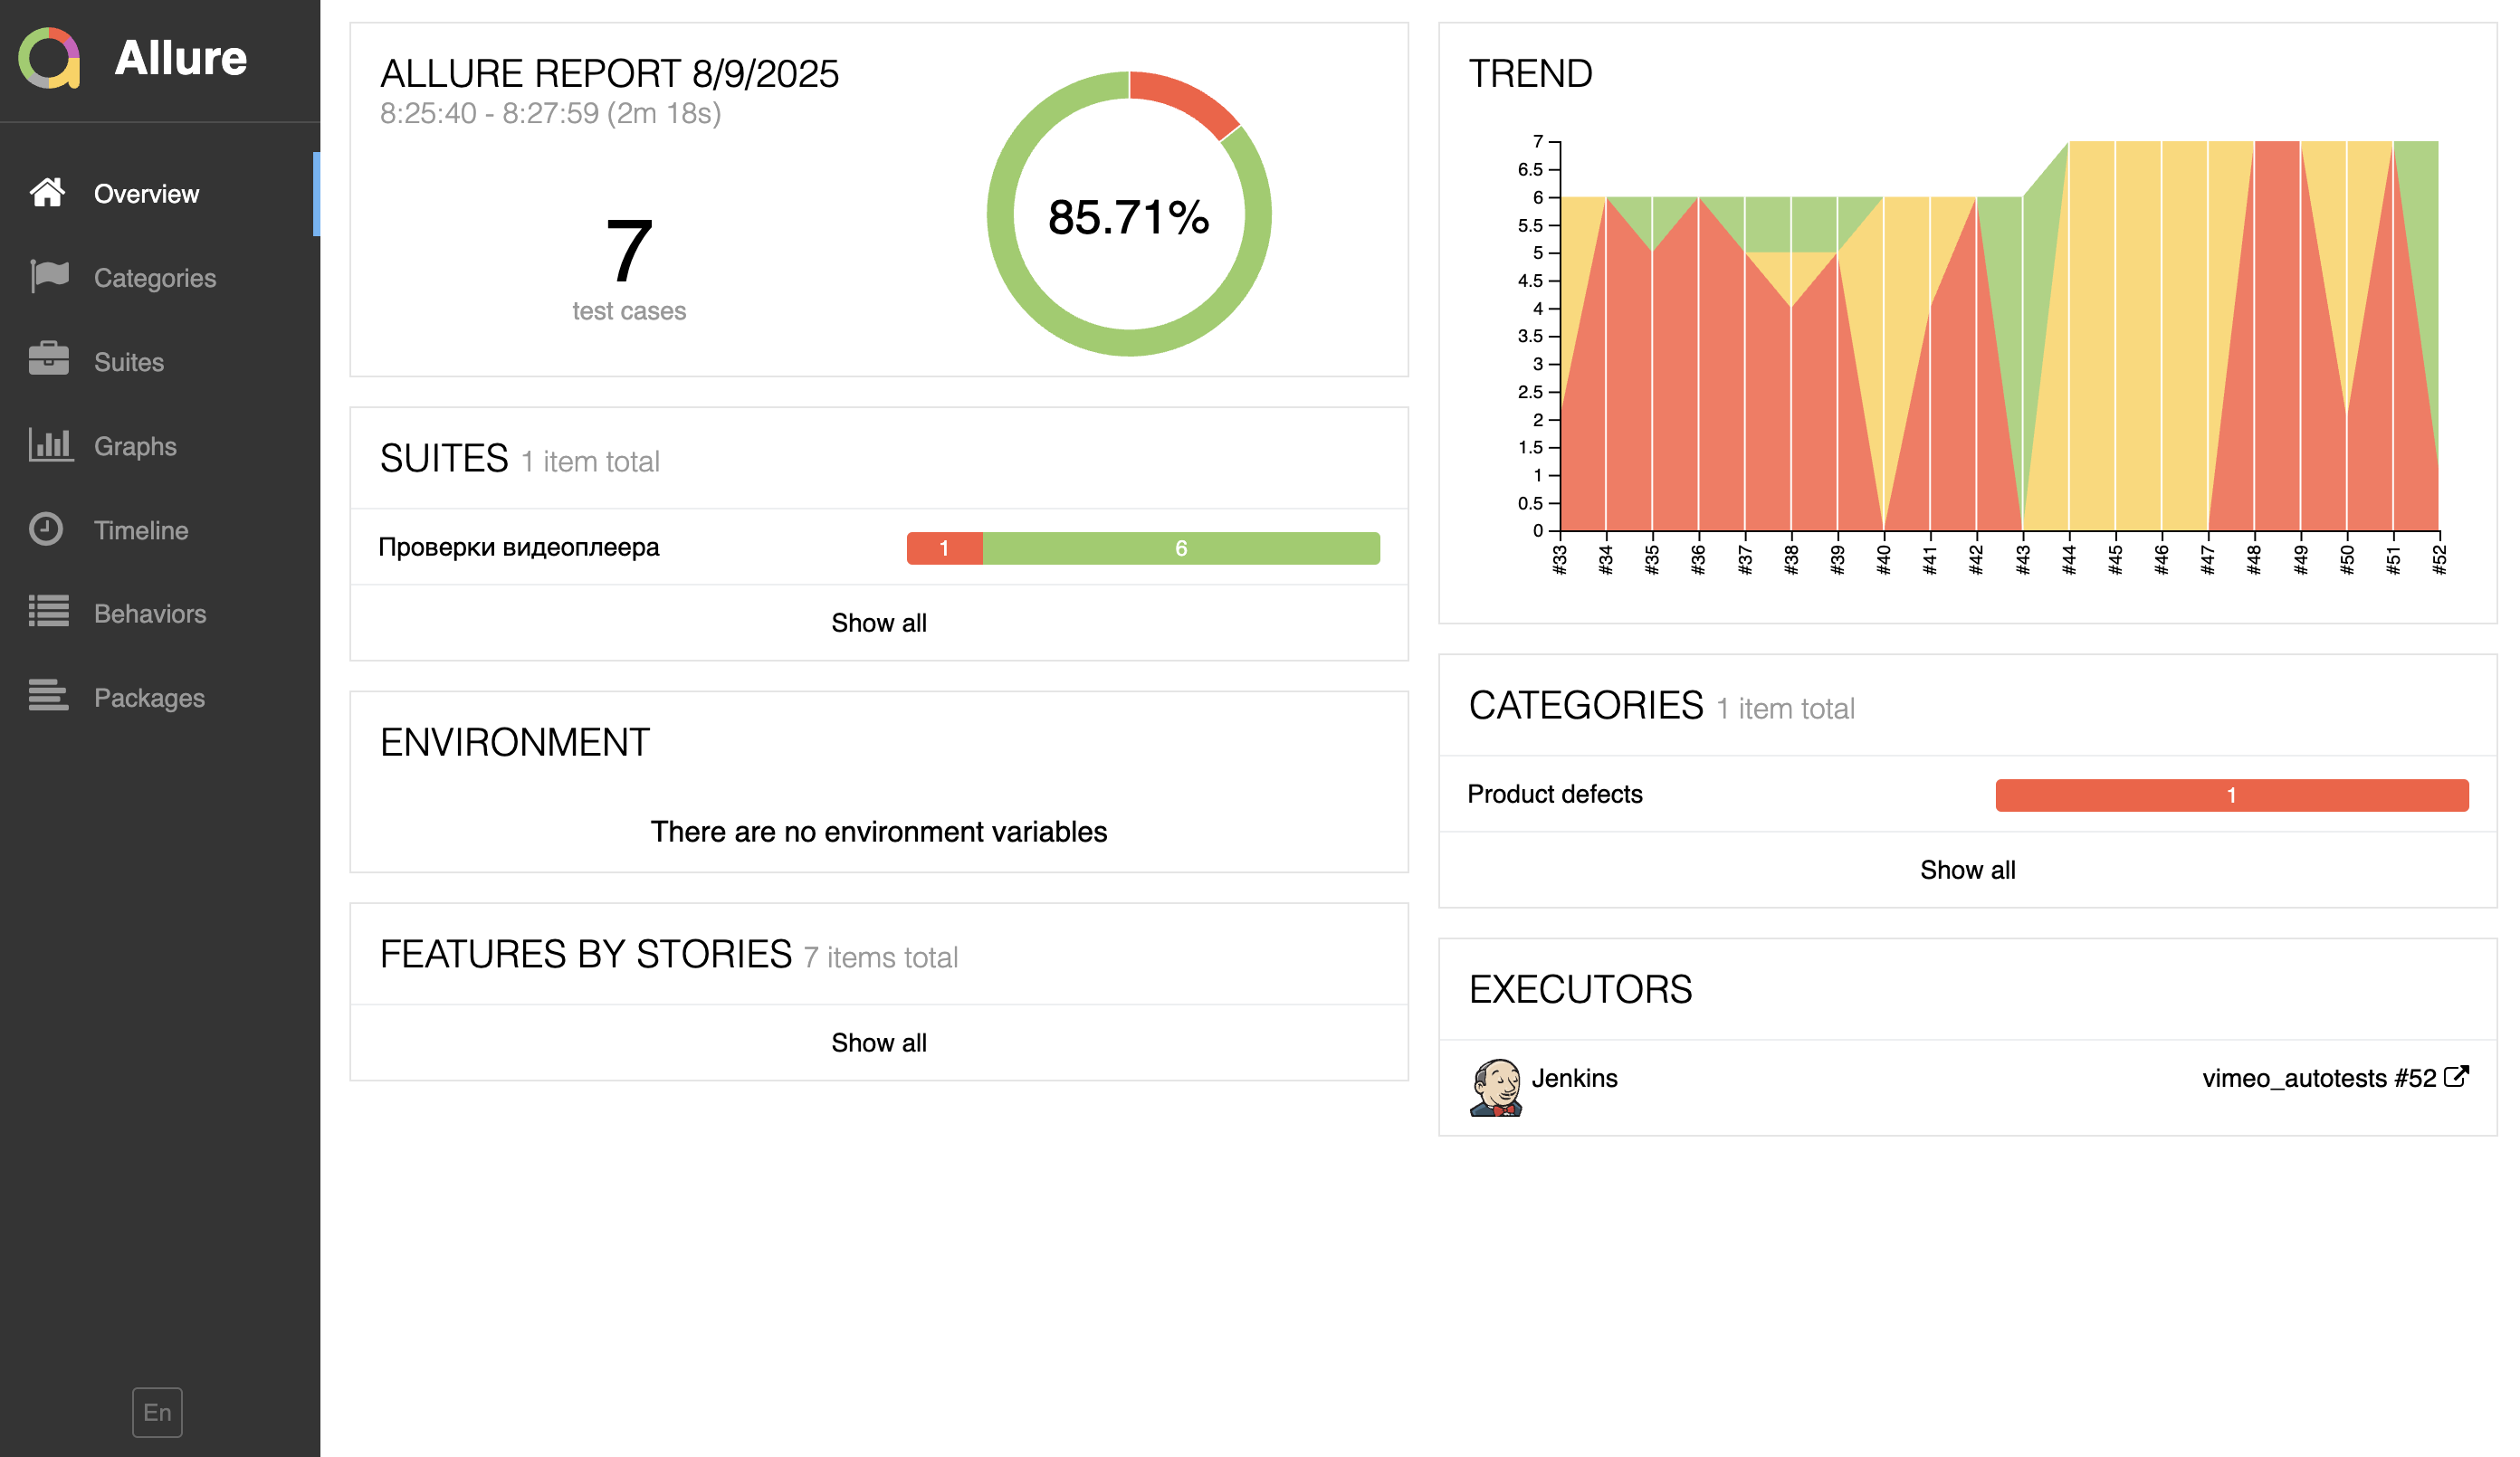 Allure
Overview
Categories
Suites
Graphs
Timeline
Behaviors
Packages
En
ALLURE REPORT 8/9/2025
8:25:40 - 8:27:59 (2m 18s)
7
test cases
85.71%
SUITES 1 item total
Проверки видеоплеера 1 6
Show all
ENVIRONMENT
There are no environment variables
FEATURES BY STORIES 7 items total
Show all
TREND
7
6.5
6
5.5
5
4.5
4
3.5
3
2.5
2
1.5
1
0.5
0
#33 #34 #35 #36 #37 #38 #39 #40 #41 #42 #43 #44 #45 #46 #47 #48 #49 #50 #51 #52
CATEGORIES 1 item total
Product defects 1
Show all
EXECUTORS
Jenkins vimeo_autotests #52